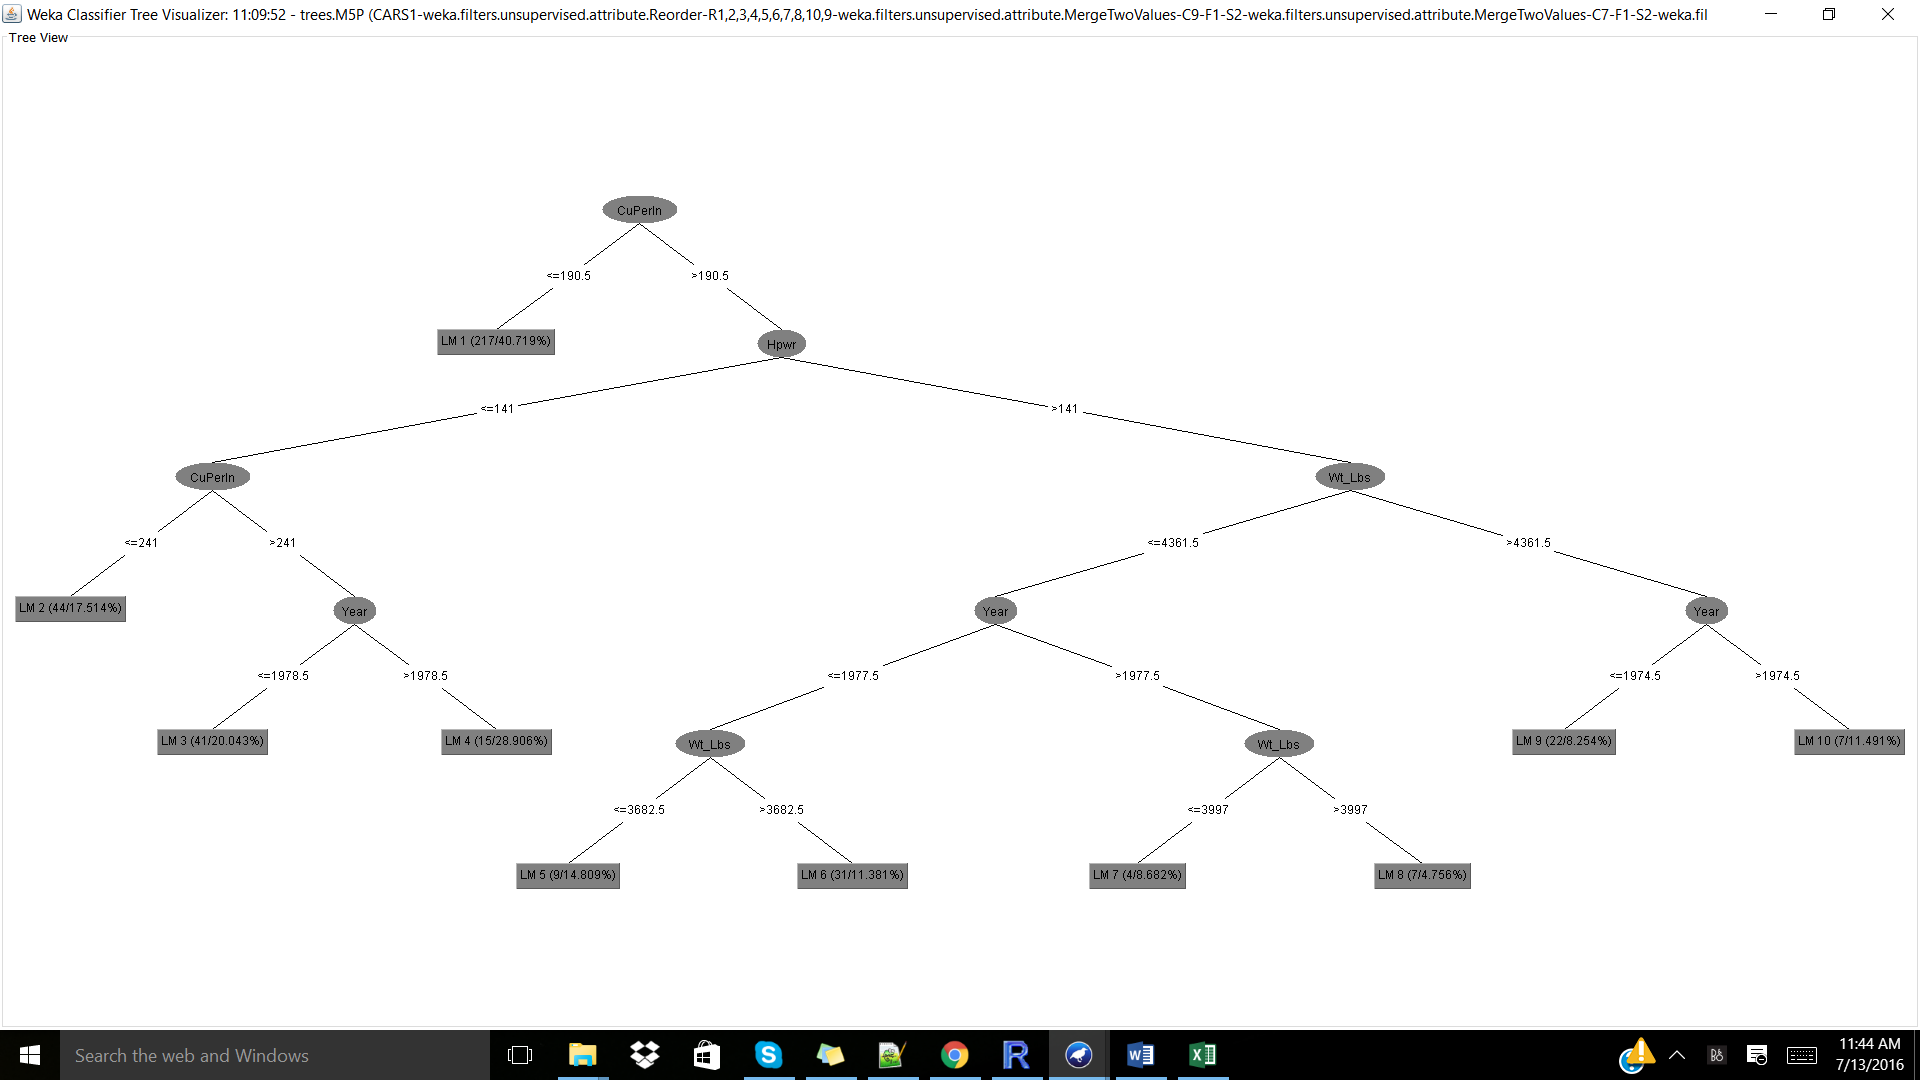 Weka Classifier Tree Visualizer: 11:09:52 - trees.M5P (CARS1-weka.filters.unsupervised.attribute.Reorder-R1,2,3,4,5,6,7,8,10,9-weka.filters.unsupervised.attribute.MergeTwoValues-C9-F1-S2-weka.filters.unsupervised.attribute.MergeTwoValues-C7-F1-S2-weka.fil
Tree View
CuPerIn
<=190.5 >190.5
LM 1 (217/40.719%) Hpwr
<=141 >141
CuPerIn Wt_Lbs
<=241 >241 <=4361.5 >4361.5
LM 2 (44/17.514%) Year Year Year
<=1978.5 >1978.5 <=1977.5 >1977.5 <=1974.5 >1974.5
LM 3 (41/20.043%) LM 4 (15/28.906%) Wt_Lbs Wt_Lbs LM 9 (22/8.254%) LM 10 (7/11.491%)
<=3682.5 >3682.5 <=3997 >3997
LM 5 (9/14.809%) LM 6 (31/11.381%) LM 7 (4/8.682%) LM 8 (7/4.756%)
Search the web and Windows
11:44 AM
7/13/2016